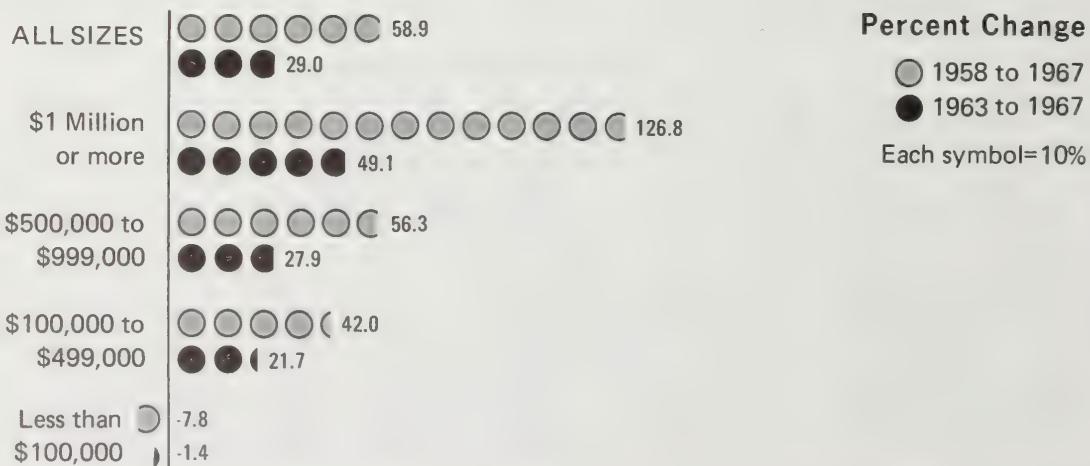 ALL SIZES
58.9
29.0
$1 Million
or more
126.8
49.1
$500,000 to
$999,000
56.3
27.9
$100,000 to
$499,000
42.0
21.7
Less than
$100,000
-7.8
-1.4
Percent Change
1958 to 1967
1963 to 1967
Each symbol=10%